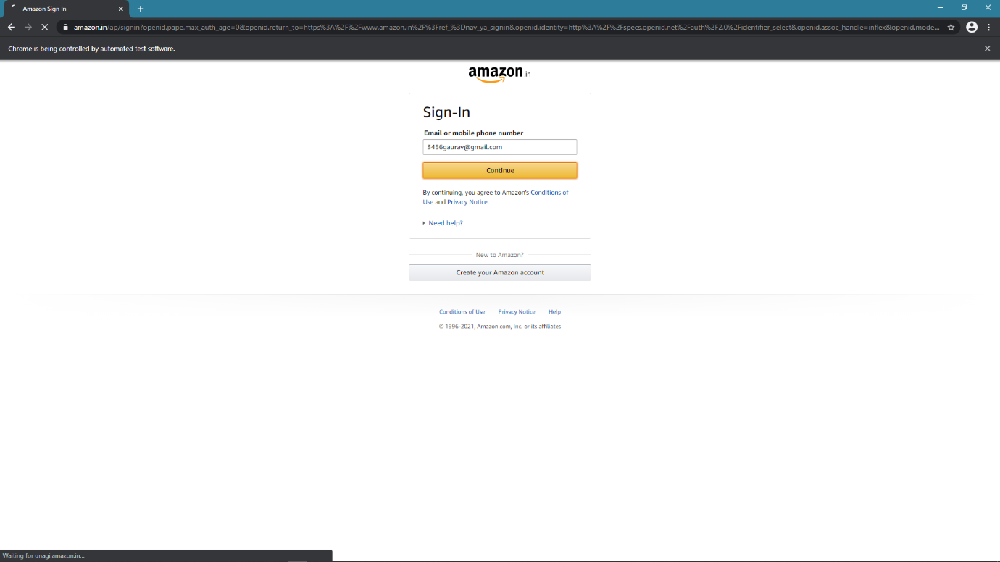 Amazon Sign In
amazon.in/ap/signin?openid.pape.max_auth_age=0&openid.return_to=https%3A%2F%2Fwww.amazon.in%2F%3Fref_%3Dnav_ya_signin&openid.identity=http%3A%2F%2Fspecs.openid.net%2Fauth%2F2.0%2Fidentifier_select&openid.assoc_handle=inflex&openid.mode...
Chrome is being controlled by automated test software.
amazon.in
Sign-In
Email or mobile phone number
3456gaurav@gmail.com
Continue
By continuing, you agree to Amazon's Conditions of
Use and Privacy Notice.
Need help?
New to Amazon?
Create your Amazon account
Conditions of Use Privacy Notice Help
© 1996-2021, Amazon.com, Inc. or its affiliates
Waiting for unagi.amazon.in...